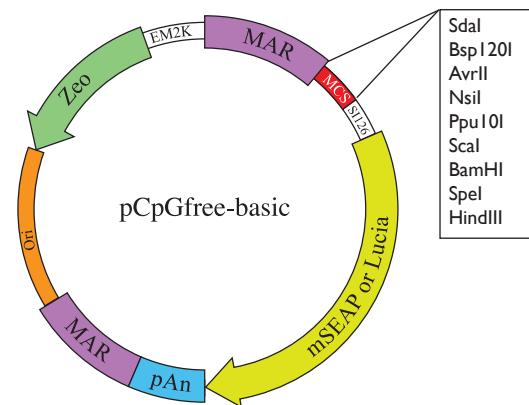 EM2K
MAR
MCS
SI126
mSEAP or Lucia
pAn
MAR
Ori
Zeo
pCpGfree-basic
SdaI
Bsp120I
AvrII
NsiI
Ppu10I
ScaI
BamHI
SpeI
HindIII